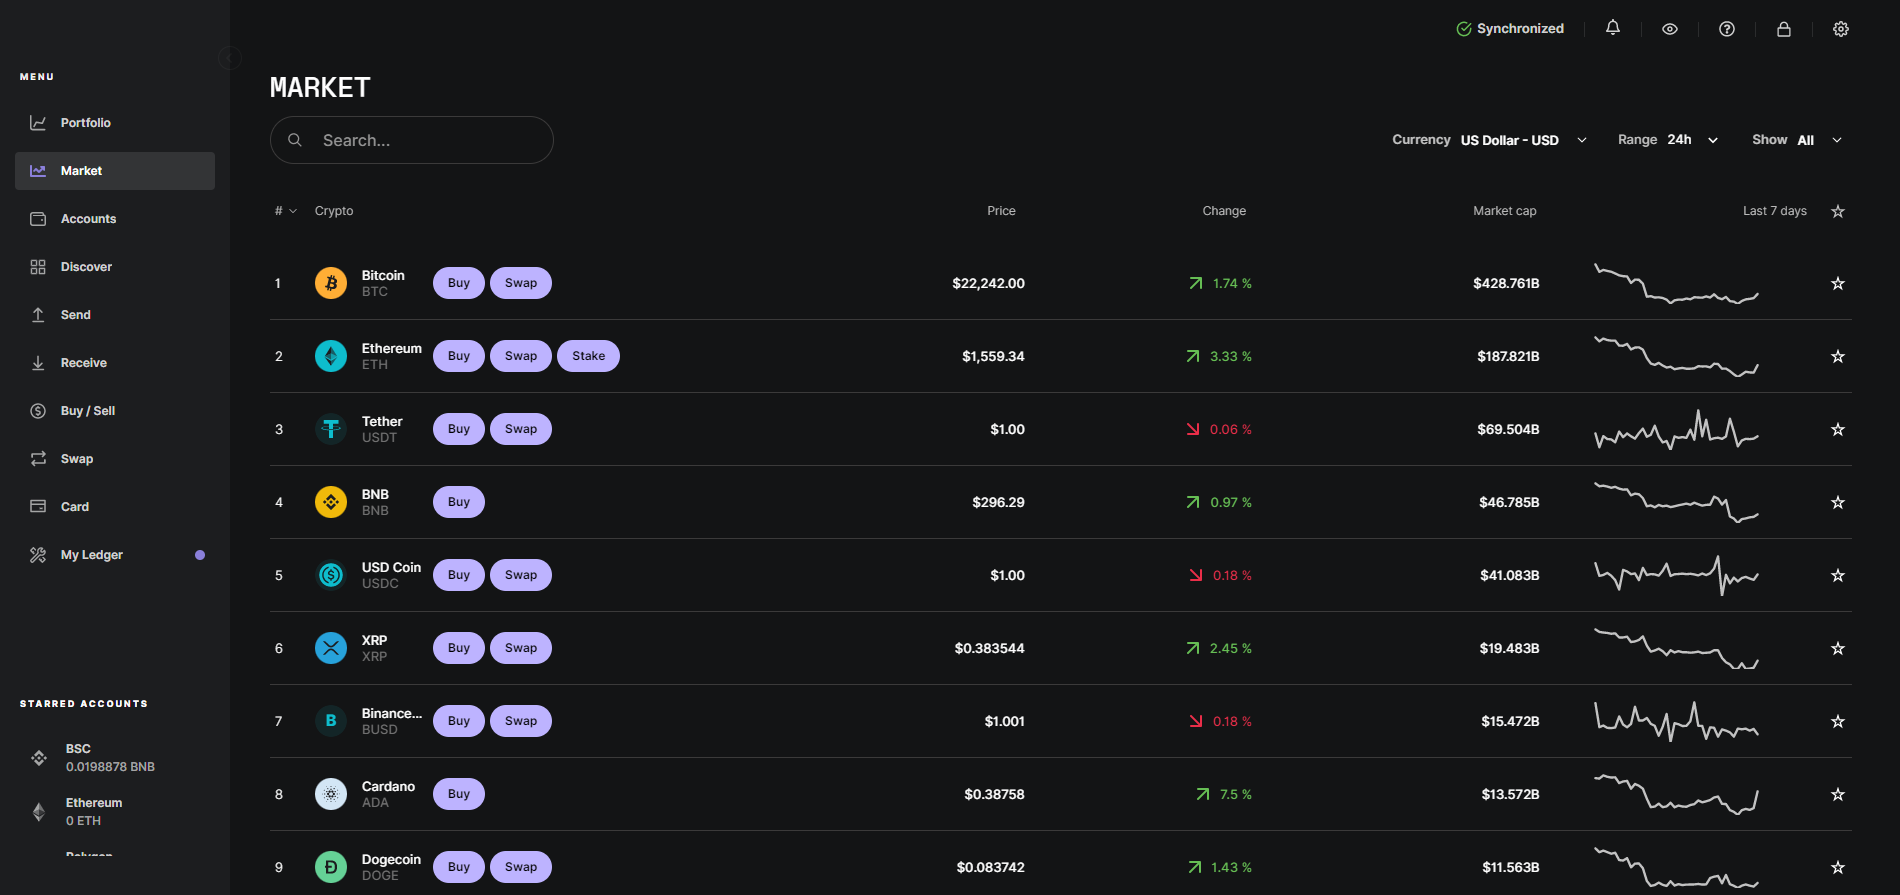 Synchronized
MENU
Portfolio
Market
Accounts
Discover
Send
Receive
Buy / Sell
Swap
Card
My Ledger
STARRED ACCOUNTS
BSC
0.0198878 BNB
Ethereum
0 ETH
Polygon
MARKET
Search...
Currency US Dollar - USD Range 24h Show All
# Crypto Price Change Market cap Last 7 days
1 Bitcoin BTC Buy Swap $22,242.00 1.74 % $428.761B
2 Ethereum ETH Buy Swap Stake $1,559.34 3.33 % $187.821B
3 Tether USDT Buy Swap $1.00 0.06 % $69.504B
4 BNB BNB Buy $296.29 0.97 % $46.785B
5 USD Coin USDC Buy Swap $1.00 0.18 % $41.083B
6 XRP XRP Buy Swap $0.383544 2.45 % $19.483B
7 B Binance... BUSD Buy Swap $1.001 0.18 % $15.472B
8 Cardano ADA Buy $0.38758 7.5 % $13.572B
9 Dogecoin DOGE Buy Swap $0.083742 1.43 % $11.563B